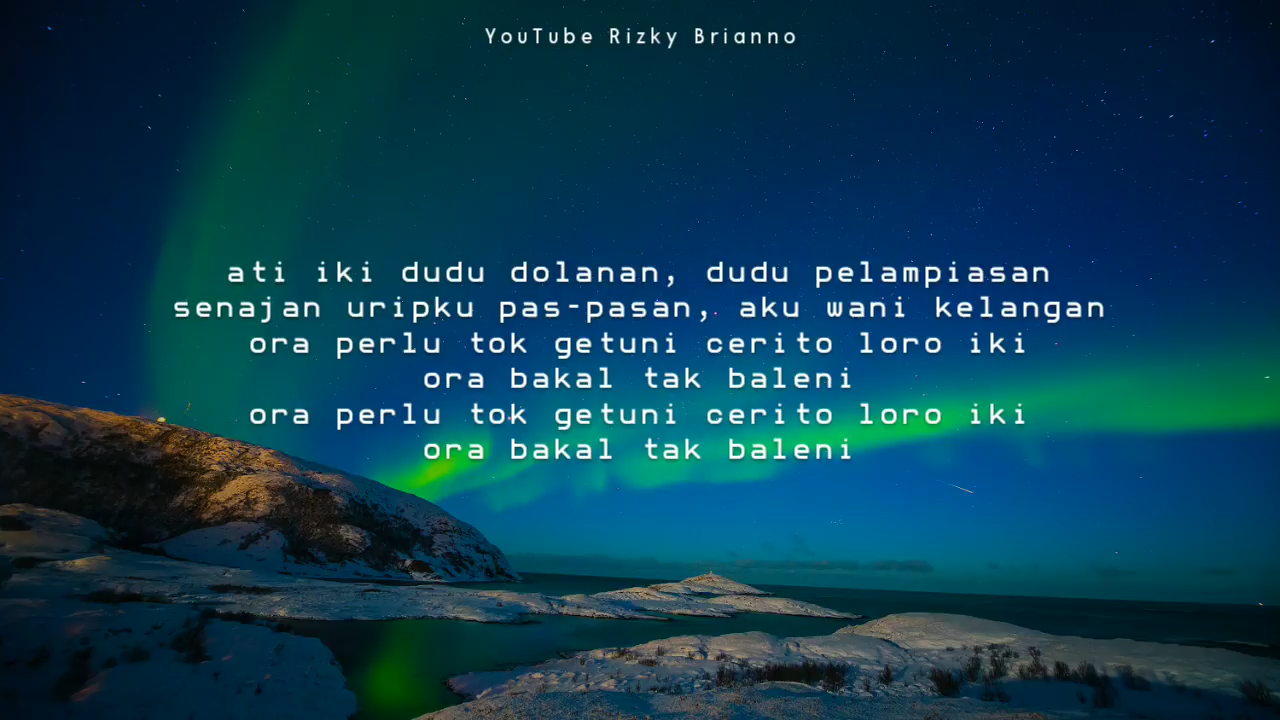 YouTube Rizky Brianno
ati iki dudu dolanan, dudu pelampiasan
senajan uripku pas-pasan, aku wani kelangan
ora perlu tok getuni cerito loro iki
ora bakal tak baleni
ora perlu tok getuni cerito loro iki
ora bakal tak baleni